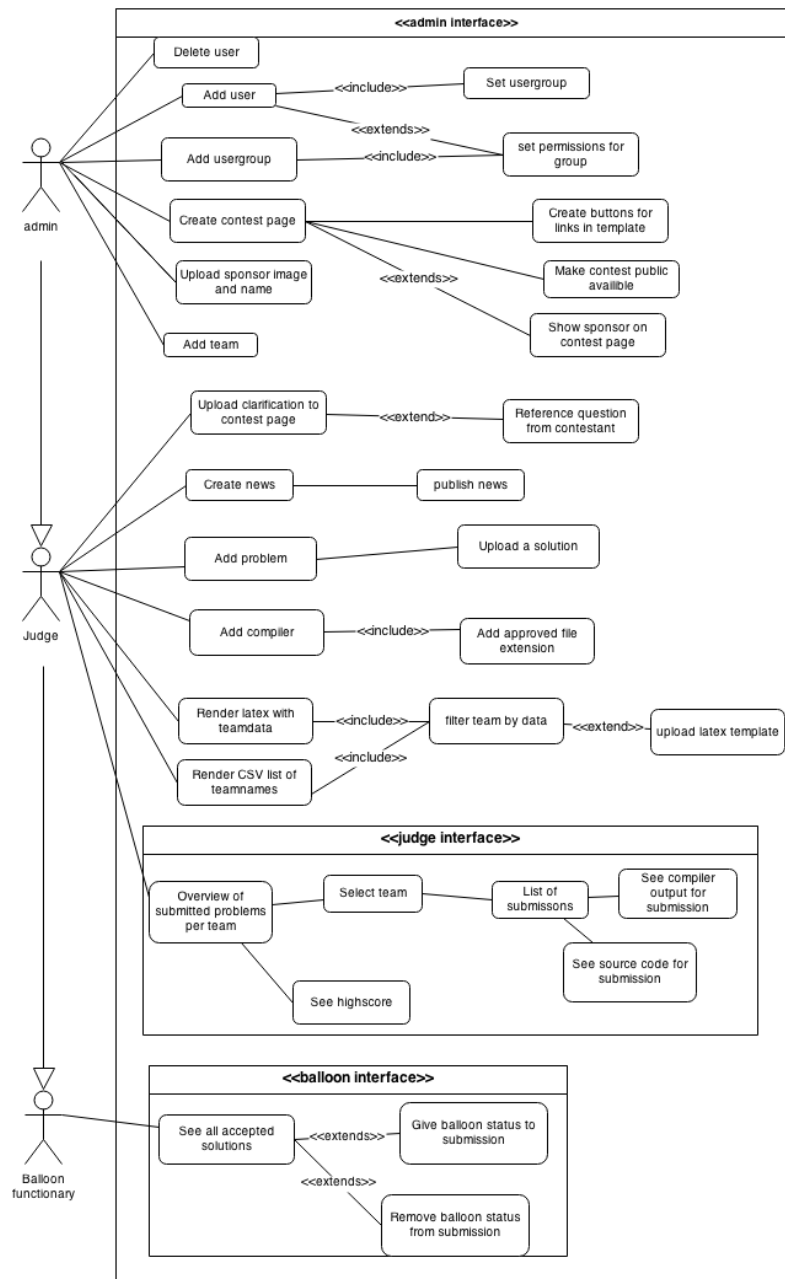 <<admin interface>>
Delete user
Add user
<<include>>
Set usergroup
<<extends>>
Add usergroup
<<include>>
set permissions for
group
admin
Create contest page
Create buttons for
links in template
Upload sponsor image
and name
<<extends>>
Make contest public
availible
Add team
Show sponsor on
contest page
Upload clarification to
contest page
<<extend>>
Reference question
from contestant
Create news
publish news
Add problem
Upload a solution
Judge
Add compiler
<<include>>
Add approved file
extension
Render latex with
teamdata
<<include>>
filter team by data
<<extend>>
upload latex template
<<include>>
Render CSV list of
teamnames
<<judge interface>>
Overview of
submitted problems
per team
Select team
List of
submissons
See compiler
output for
submission
See source code for
submission
See highscore
<<balloon interface>>
See all accepted
solutions
<<extends>>
Give balloon status to
submission
Balloon
functionary
<<extends>>
Remove balloon status
from submission